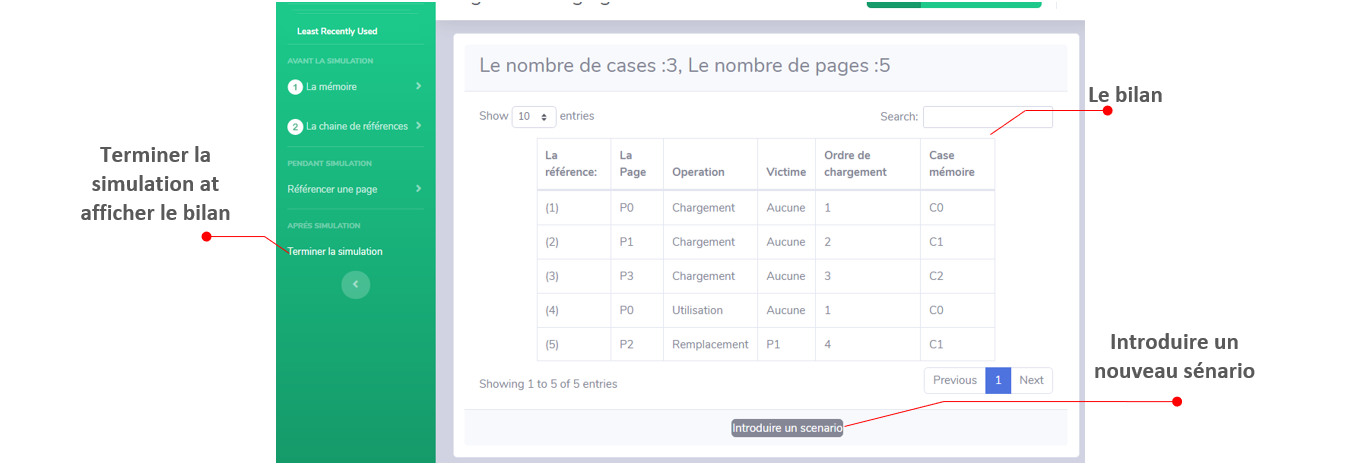 Least Recently Used
AVANT LA SIMULATION
1 La mémoire
2 La chaine de références
PENDANT SIMULATION
Référencer une page
APRÉS SIMULATION
Terminer la simulation
Terminer la
simulation at
afficher le bilan
Le nombre de cases :3, Le nombre de pages :5
Show 10 entries
Search:
Le bilan
La référence: La Page Operation Victime Ordre de chargement Case mémoire
(1) P0 Chargement Aucune 1 C0
(2) P1 Chargement Aucune 2 C1
(3) P3 Chargement Aucune 3 C2
(4) P0 Utilisation Aucune 1 C0
(5) P2 Remplacement P1 4 C1
Showing 1 to 5 of 5 entries
Previous 1 Next
Introduire un scenario
Introduire un
nouveau sénario